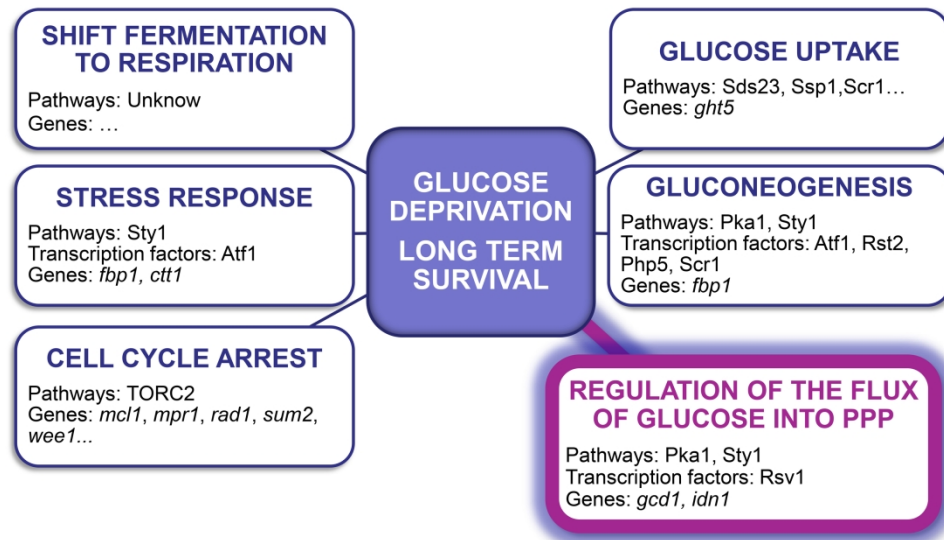 SHIFT FERMENTATION
TO RESPIRATION
Pathways: Unknow
Genes: …
STRESS RESPONSE
Pathways: Sty1
Transcription factors: Atf1
Genes: fbp1, ctt1
CELL CYCLE ARREST
Pathways: TORC2
Genes: mcl1, mpr1, rad1, sum2,
wee1...
GLUCOSE
DEPRIVATION
LONG TERM
SURVIVAL
GLUCOSE UPTAKE
Pathways: Sds23, Ssp1,Scr1…
Genes: ght5
GLUCONEOGENESIS
Pathways: Pka1, Sty1
Transcription factors: Atf1, Rst2,
Php5, Scr1
Genes: fbp1
REGULATION OF THE FLUX
OF GLUCOSE INTO PPP
Pathways: Pka1, Sty1
Transcription factors: Rsv1
Genes: gcd1, idn1